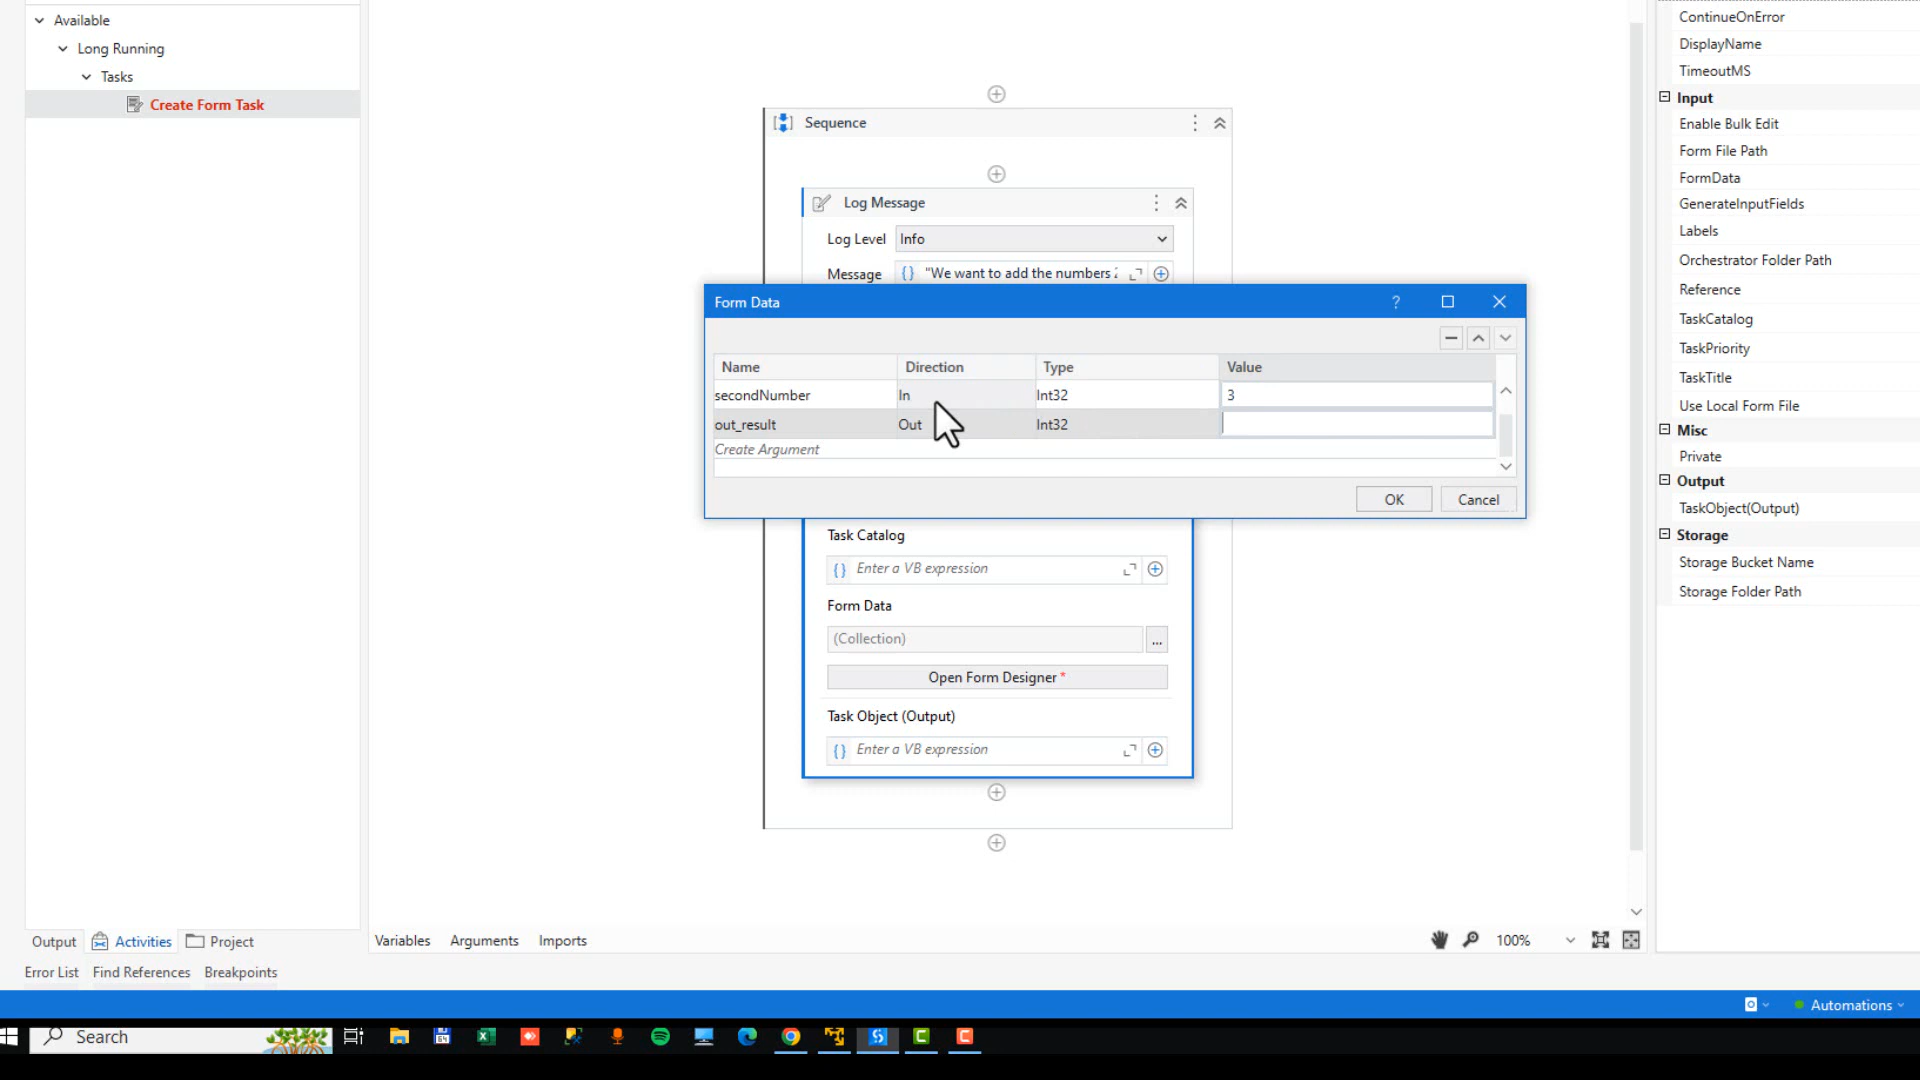 Available
Long Running
Tasks
Create Form Task
Sequence
Log Message
Log Level
Info
Message
"We want to add the numbers
Form Data
?
Name
Direction
Type
Value
secondNumber
In
Int32
3
out_result
Out
Int32
Create Argument
OK
Cancel
Task Catalog
Enter a VB expression
Form Data
(Collection)
...
Open Form Designer *
Task Object (Output)
Enter a VB expression
ContinueOnError
DisplayName
TimeoutMS
Input
Enable Bulk Edit
Form File Path
FormData
GenerateInputFields
Labels
Orchestrator Folder Path
Reference
TaskCatalog
TaskPriority
TaskTitle
Use Local Form File
Misc
Private
Output
TaskObject(Output)
Storage
Storage Bucket Name
Storage Folder Path
Output
Activities
Project
Variables
Arguments
Imports
100%
Error List
Find References
Breakpoints
Automations
Search